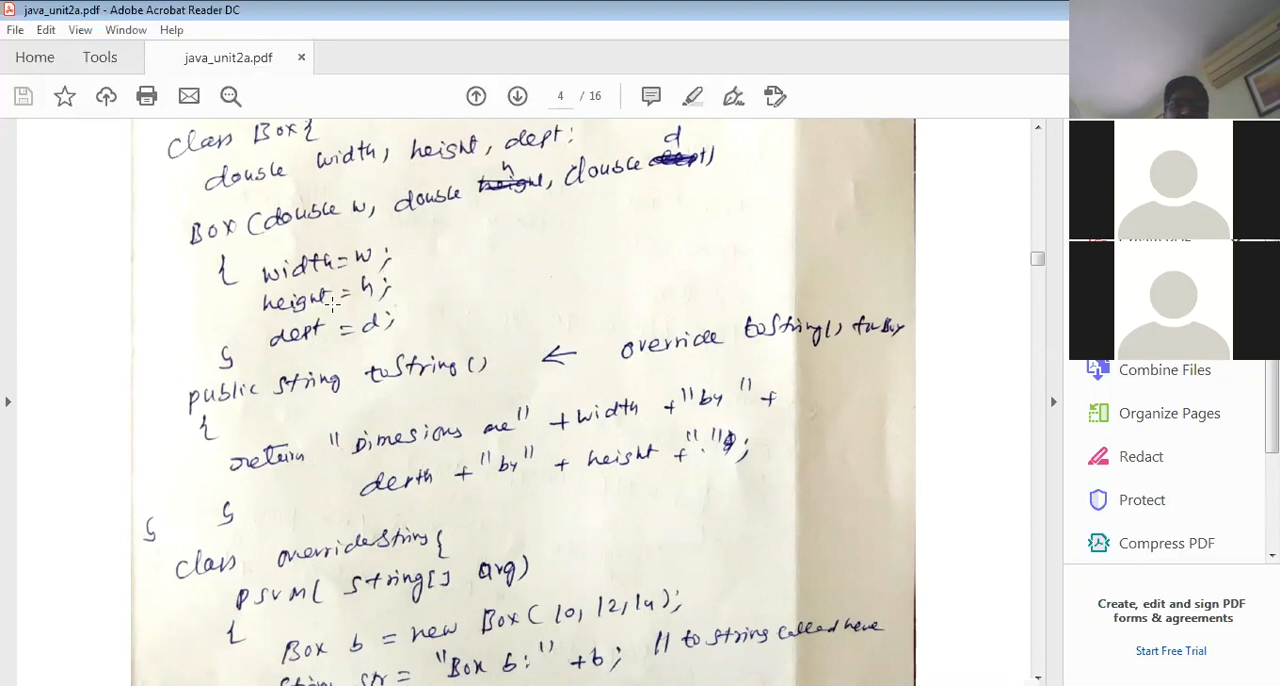 java_unit2a.pdf - Adobe Acrobat Reader DC
File Edit View Window Help
Home Tools java_unit2a.pdf ×
4 / 16
class Box{
double width, height, dept;
h d
Box (double w, double height, double dept)
{ width = w;
height = h;
dept = d;
}
public string toString() ← override toString() for Box
{
return "Dimesions are" + width + "by" +
depth + "by" + height + ".";
}
}
class overridestring{
psvm( string[] arg)
{
Box b = new Box( 10, 12, 14);
str = "Box b:" + b; // to string called here
Combine Files
Organize Pages
Redact
Protect
Compress PDF
Create, edit and sign PDF
forms & agreements
Start Free Trial